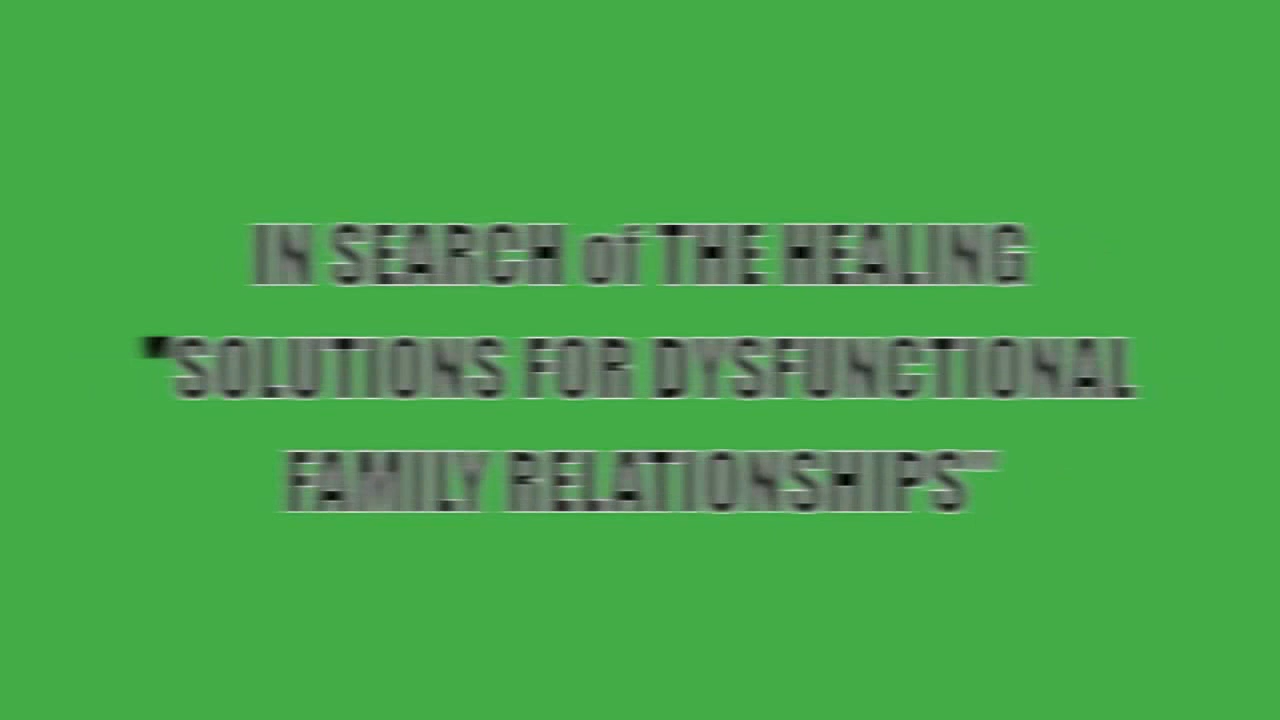 IN SEARCH of THE HEALING
"SOLUTIONS FOR DYSFUNCTIONAL
FAMILY RELATIONSHIPS"